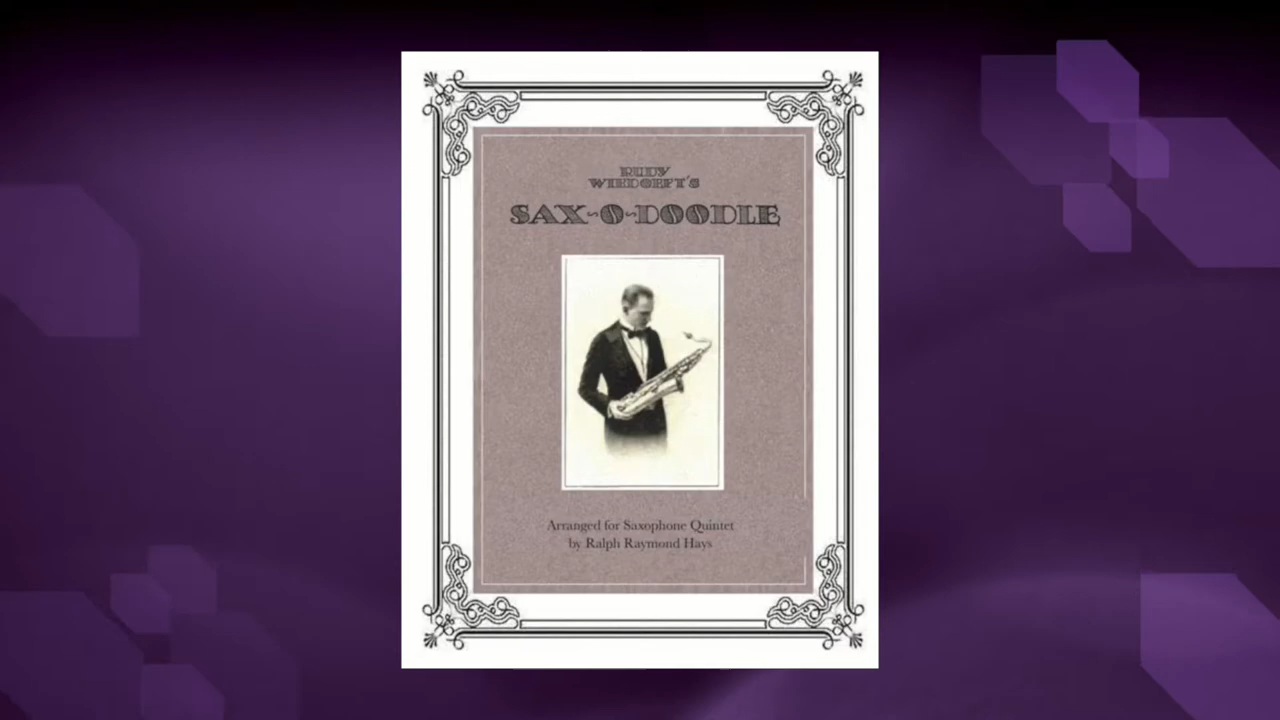 RUDY
WIEDOEFT'S
SAX~O~DOODLE
Arranged for Saxophone Quintet
by Ralph Raymond Hays